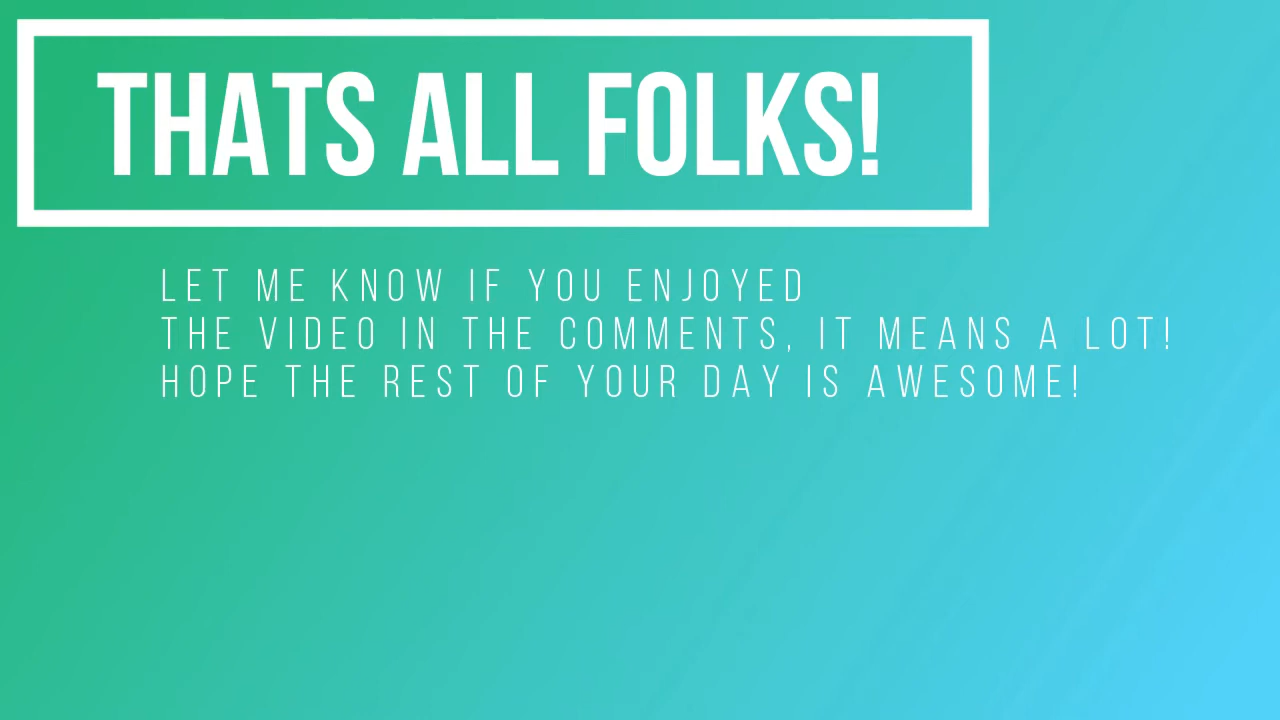 THATS ALL FOLKS!
LET ME KNOW IF YOU ENJOYED
THE VIDEO IN THE COMMENTS, IT MEANS A LOT!
HOPE THE REST OF YOUR DAY IS AWESOME!